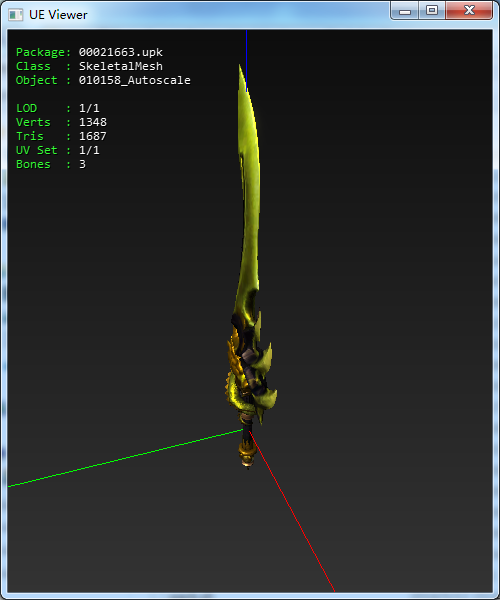 UE Viewer
Package: 00021663.upk
Class : SkeletalMesh
Object : 010158_Autoscale
LOD : 1/1
Verts : 1348
Tris : 1687
UV Set : 1/1
Bones : 3